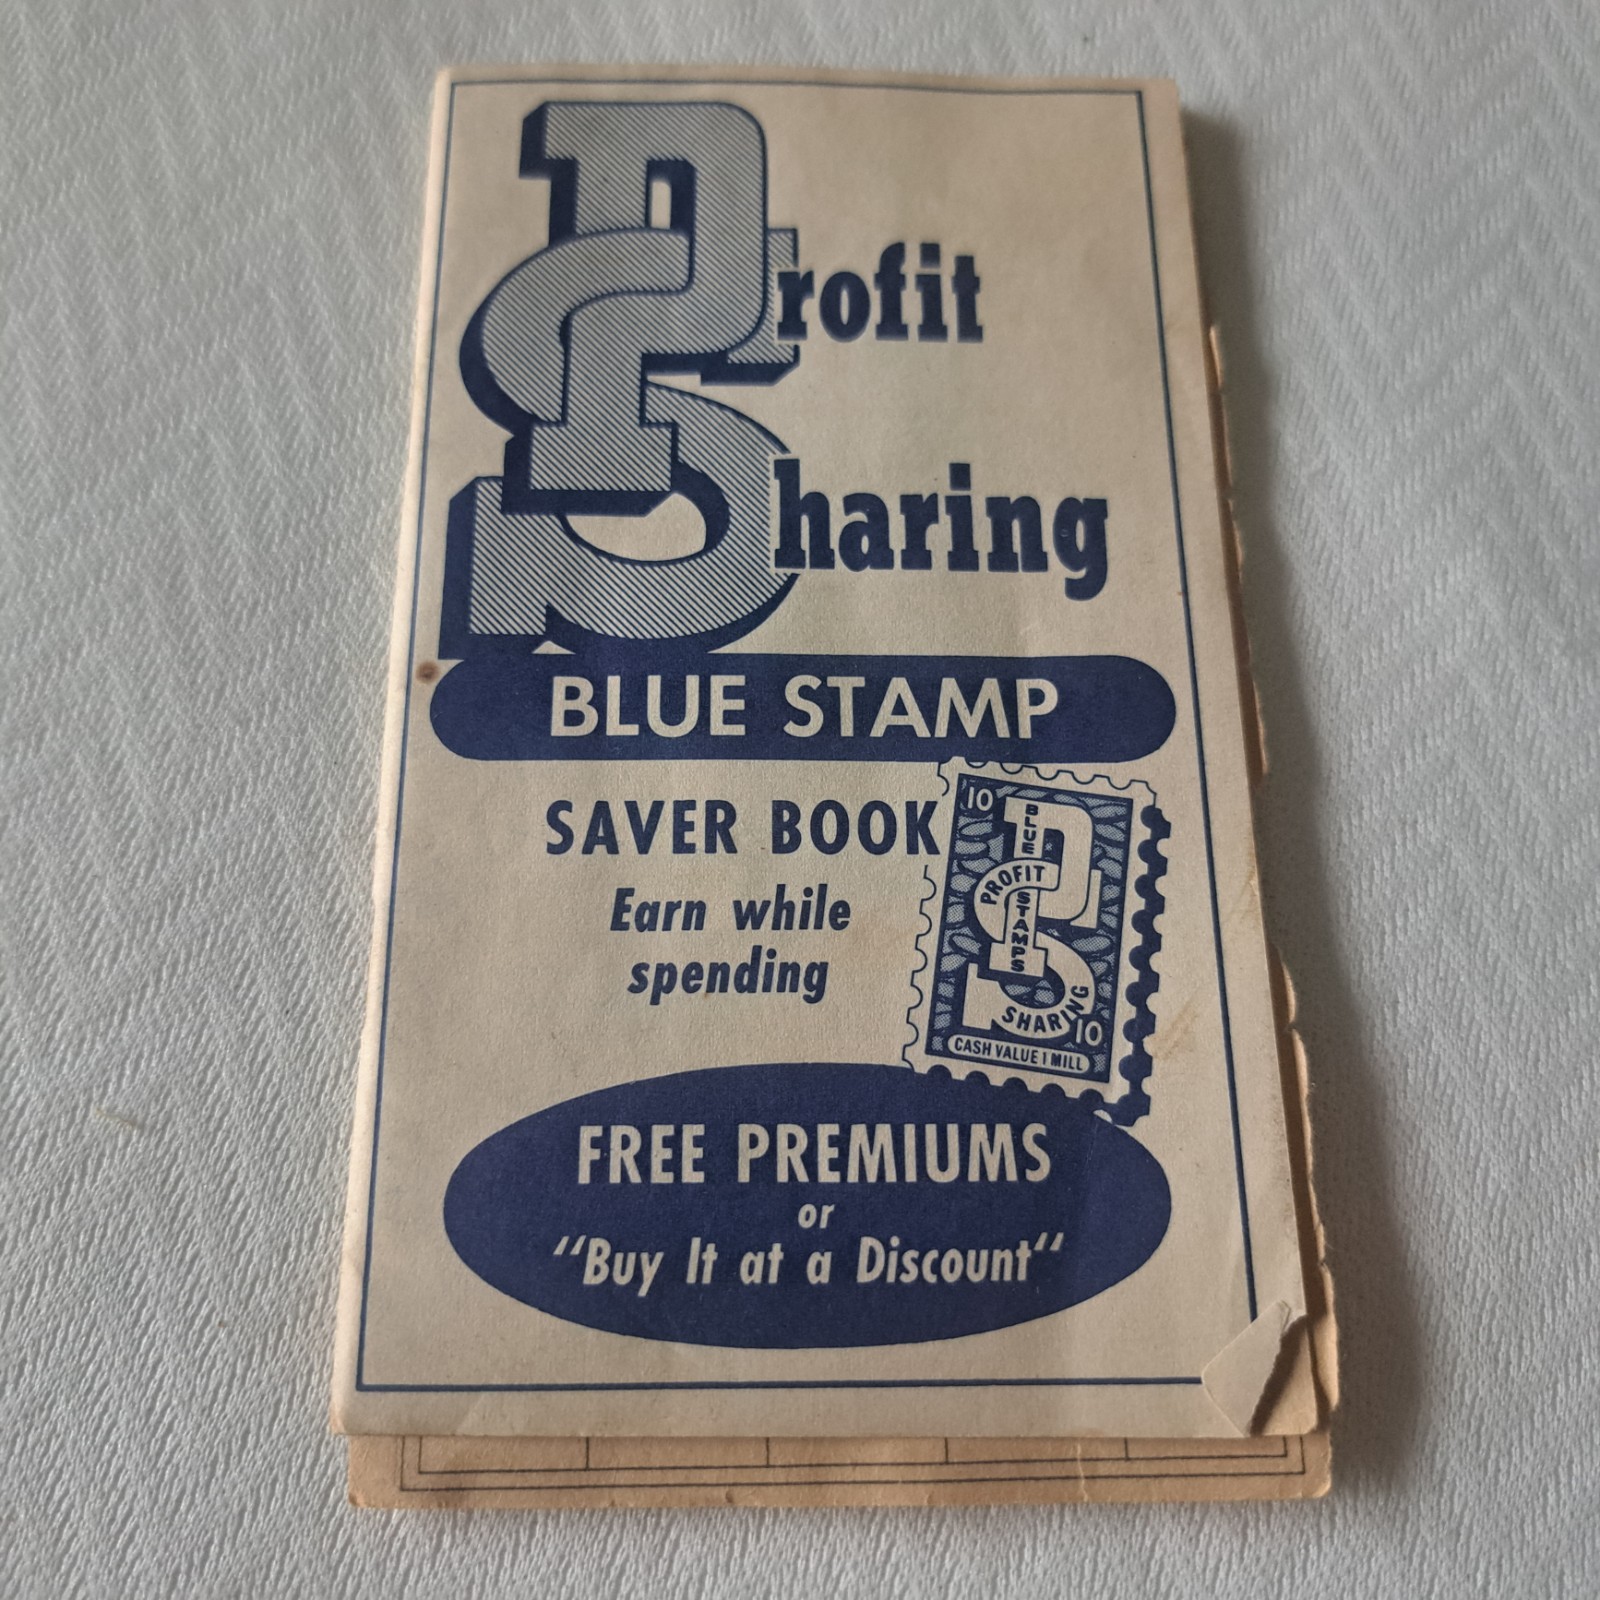 Profit
Sharing
BLUE STAMP
SAVER BOOK
Earn while
spending
10
BLUE
PROFIT
STAMPS
SHARING
10
CASH VALUE 1 MILL
FREE PREMIUMS
or
"Buy It at a Discount"